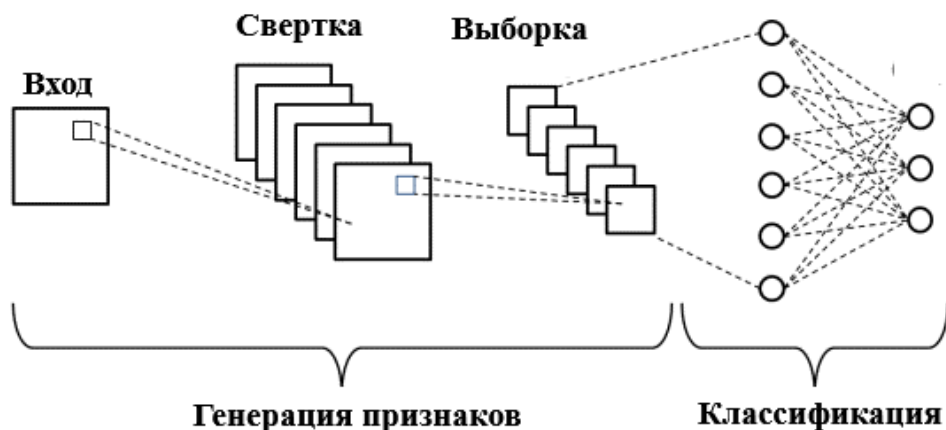 Свертка
Выборка
Вход
Генерация признаков
Классификация